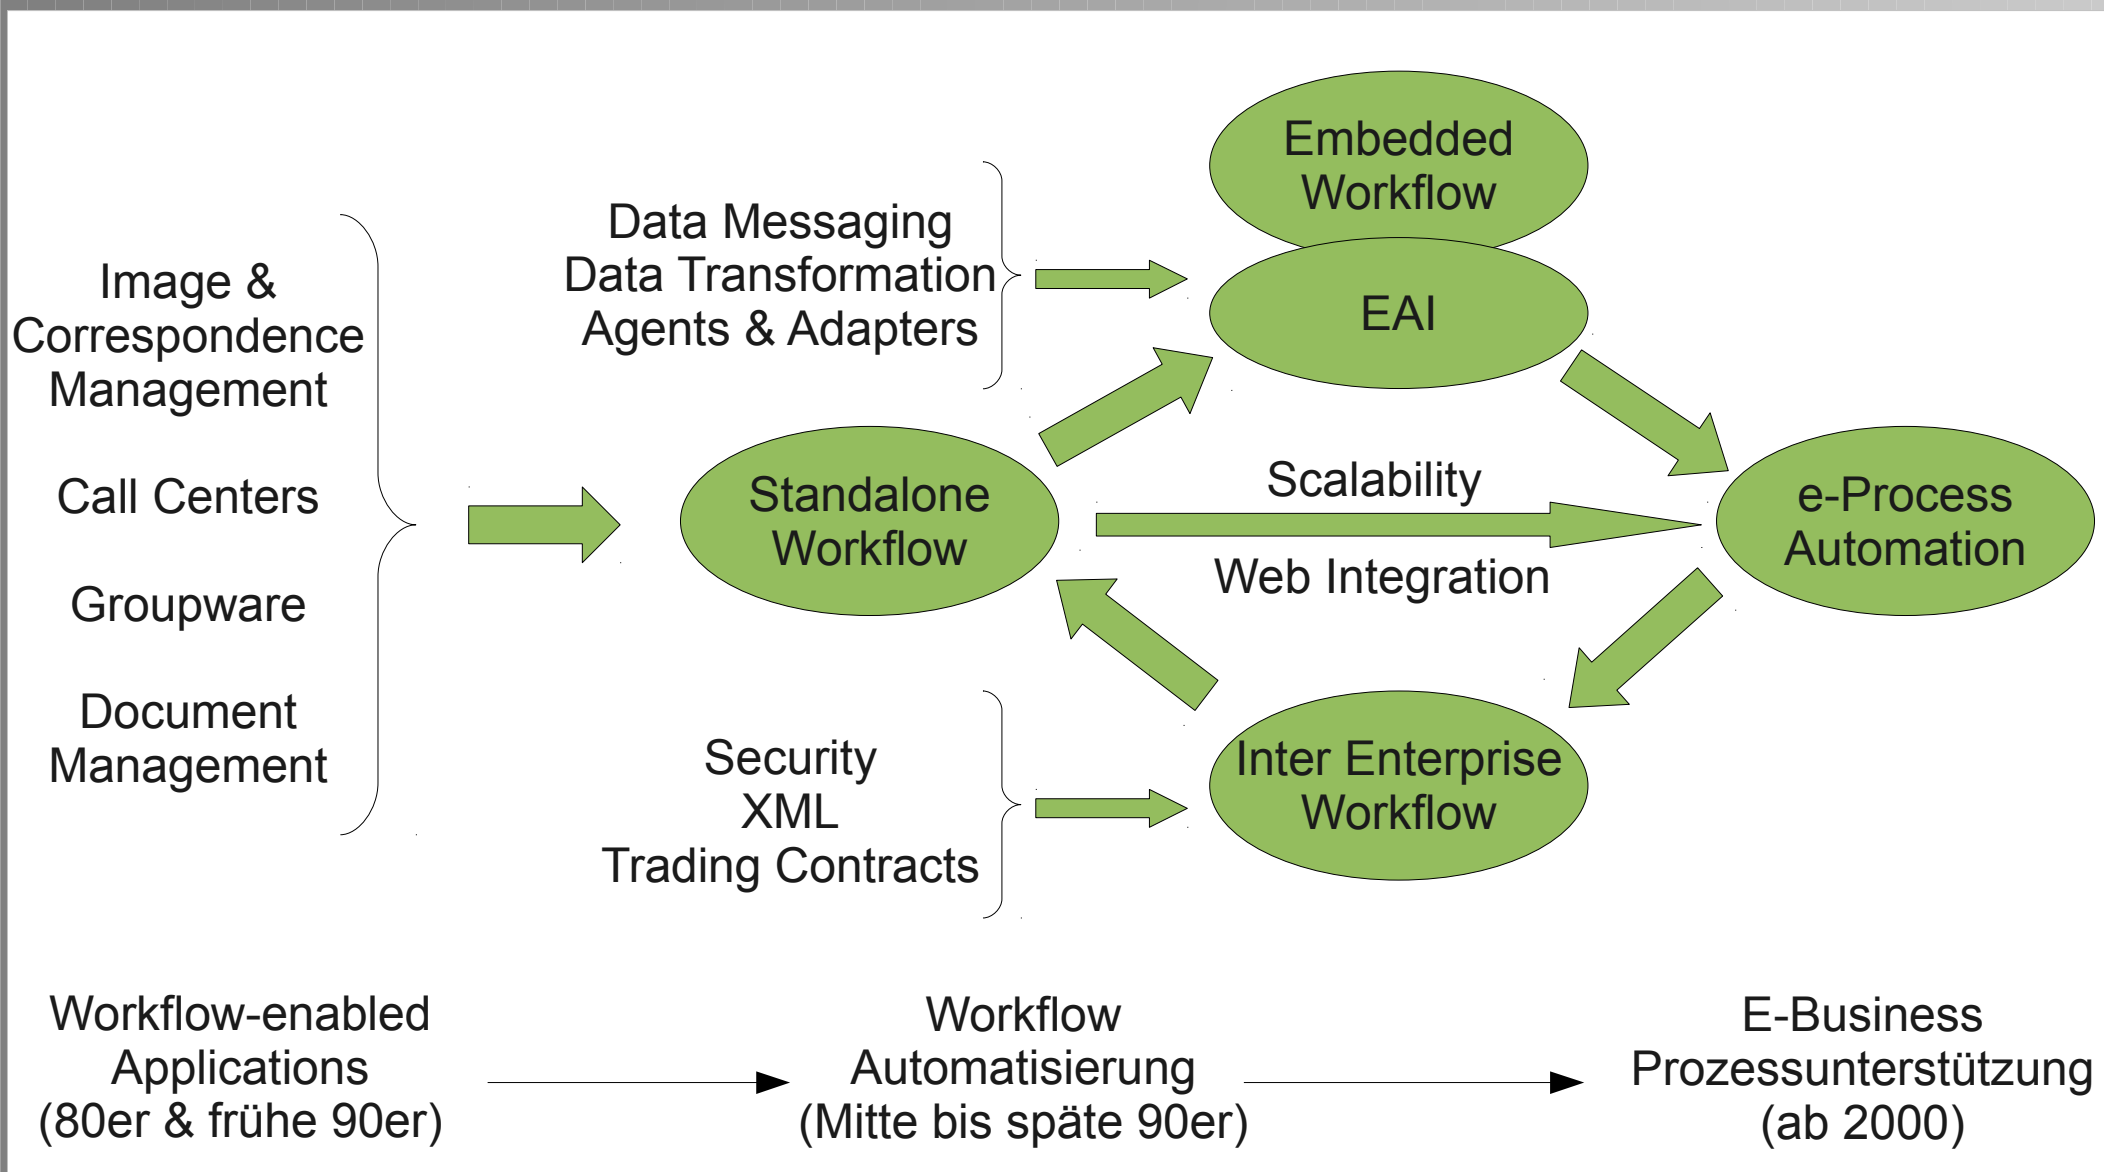 Image &
Correspondence
Management
Call Centers
Groupware
Document
Management
Data Messaging
Data Transformation
Agents & Adapters
Embedded
Workflow
EAI
Standalone
Workflow
Scalability
Web Integration
e-Process
Automation
Security
XML
Trading Contracts
Inter Enterprise
Workflow
Workflow-enabled
Applications
(80er & frühe 90er)
Workflow
Automatisierung
(Mitte bis späte 90er)
E-Business
Prozessunterstützung
(ab 2000)